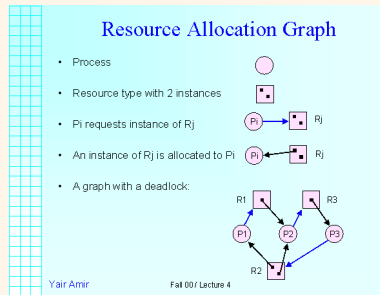 Resource Allocation Graph
• Process
• Resource type with 2 instances
• Pi requests instance of Rj
Pi Rj
• An instance of Rj is allocated to Pi
Pi Rj
• A graph with a deadlock:
R1 R3
P1 P2 P3
R2
Yair Amir Fall 00 / Lecture 4